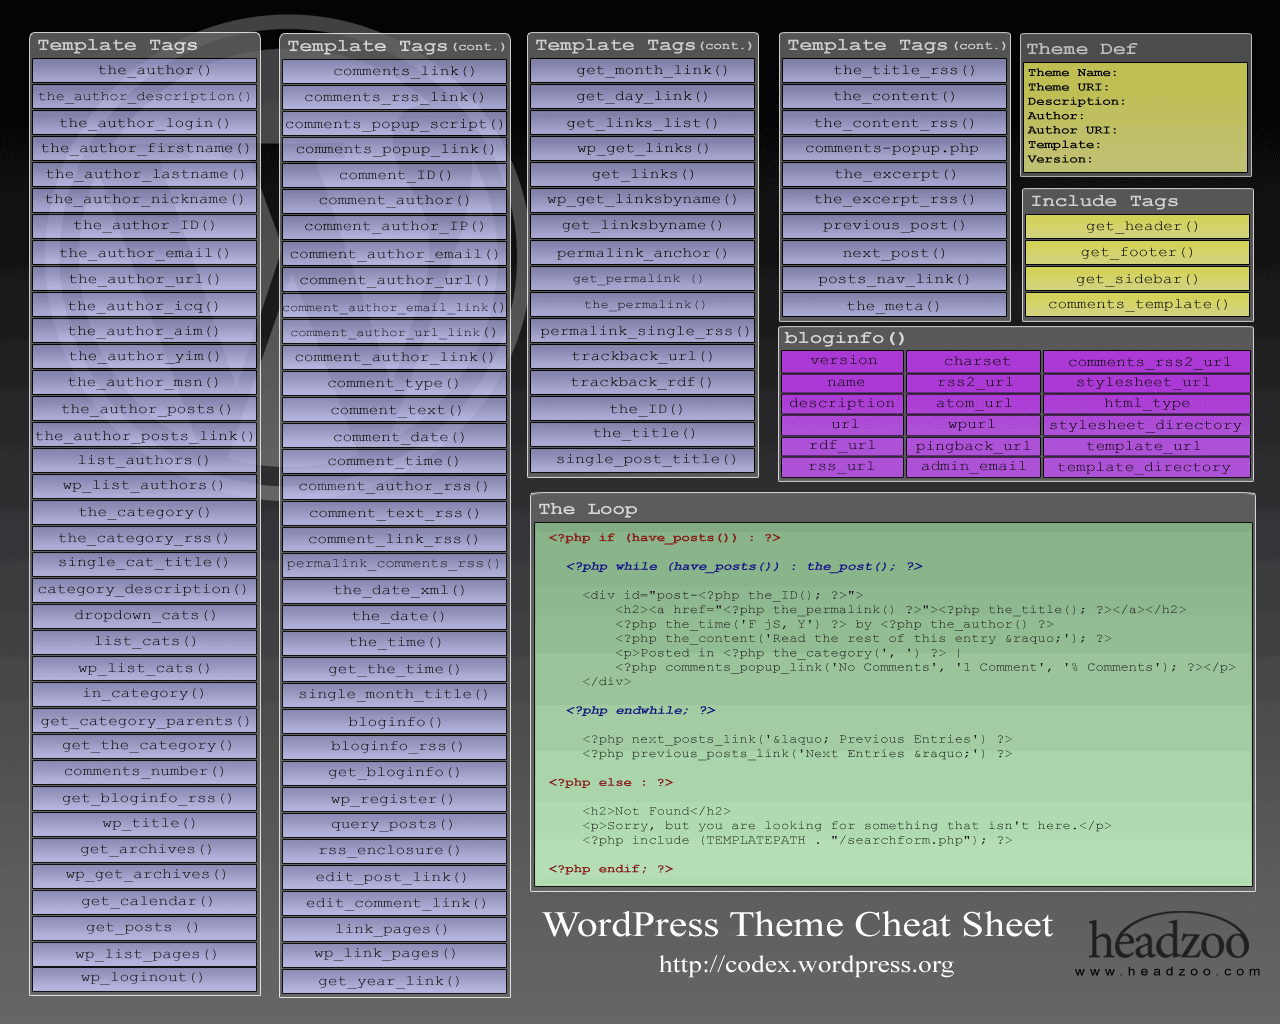 Template Tags
the_author()
the_author_description()
the_author_login()
the_author_firstname()
the_author_lastname()
the_author_nickname()
the_author_ID()
the_author_email()
the_author_url()
the_author_icq()
the_author_aim()
the_author_yim()
the_author_msn()
the_author_posts()
the_author_posts_link()
list_authors()
wp_list_authors()
the_category()
the_category_rss()
single_cat_title()
category_description()
dropdown_cats()
list_cats()
wp_list_cats()
in_category()
get_category_parents()
get_the_category()
comments_number()
get_bloginfo_rss()
wp_title()
get_archives()
wp_get_archives()
get_calendar()
get_posts ()
wp_list_pages()
wp_loginout()
Template Tags(cont.)
comments_link()
comments_rss_link()
comments_popup_script()
comments_popup_link()
comment_ID()
comment_author()
comment_author_IP()
comment_author_email()
comment_author_url()
comment_author_email_link()
comment_author_url_link()
comment_author_link()
comment_type()
comment_text()
comment_date()
comment_time()
comment_author_rss()
comment_text_rss()
comment_link_rss()
permalink_comments_rss()
the_date_xml()
the_date()
the_time()
get_the_time()
single_month_title()
bloginfo()
bloginfo_rss()
get_bloginfo()
wp_register()
query_posts()
rss_enclosure()
edit_post_link()
edit_comment_link()
link_pages()
wp_link_pages()
get_year_link()
Template Tags(cont.)
get_month_link()
get_day_link()
get_links_list()
wp_get_links()
get_links()
wp_get_linksbyname()
get_linksbyname()
permalink_anchor()
get_permalink ()
the_permalink()
permalink_single_rss()
trackback_url()
trackback_rdf()
the_ID()
the_title()
single_post_title()
Template Tags(cont.)
the_title_rss()
the_content()
the_content_rss()
comments-popup.php
the_excerpt()
the_excerpt_rss()
previous_post()
next_post()
posts_nav_link()
the_meta()
Theme Def
Theme Name:
Theme URI:
Description:
Author:
Author URI:
Template:
Version:
Include Tags
get_header()
get_footer()
get_sidebar()
comments_template()
bloginfo()
version charset comments_rss2_url
name rss2_url stylesheet_url
description atom_url html_type
url wpurl stylesheet_directory
rdf_url pingback_url template_url
rss_url admin_email template_directory
The Loop
<?php if (have_posts()) : ?>
<?php while (have_posts()) : the_post(); ?>
<div id="post-<?php the_ID(); ?>">
<h2><a href="<?php the_permalink() ?>"><?php the_title(); ?></a></h2>
<?php the_time('F jS, Y') ?> by <?php the_author() ?>
<?php the_content('Read the rest of this entry &raquo;'); ?>
<p>Posted in <?php the_category(', ') ?> |
<?php comments_popup_link('No Comments', '1 Comment', '% Comments'); ?></p>
</div>
<?php endwhile; ?>
<?php next_posts_link('&laquo; Previous Entries') ?>
<?php previous_posts_link('Next Entries &raquo;') ?>
<?php else : ?>
<h2>Not Found</h2>
<p>Sorry, but you are looking for something that isn't here.</p>
<?php include (TEMPLATEPATH . "/searchform.php"); ?>
<?php endif; ?>
WordPress Theme Cheat Sheet
http://codex.wordpress.org
headzoo
www.headzoo.com